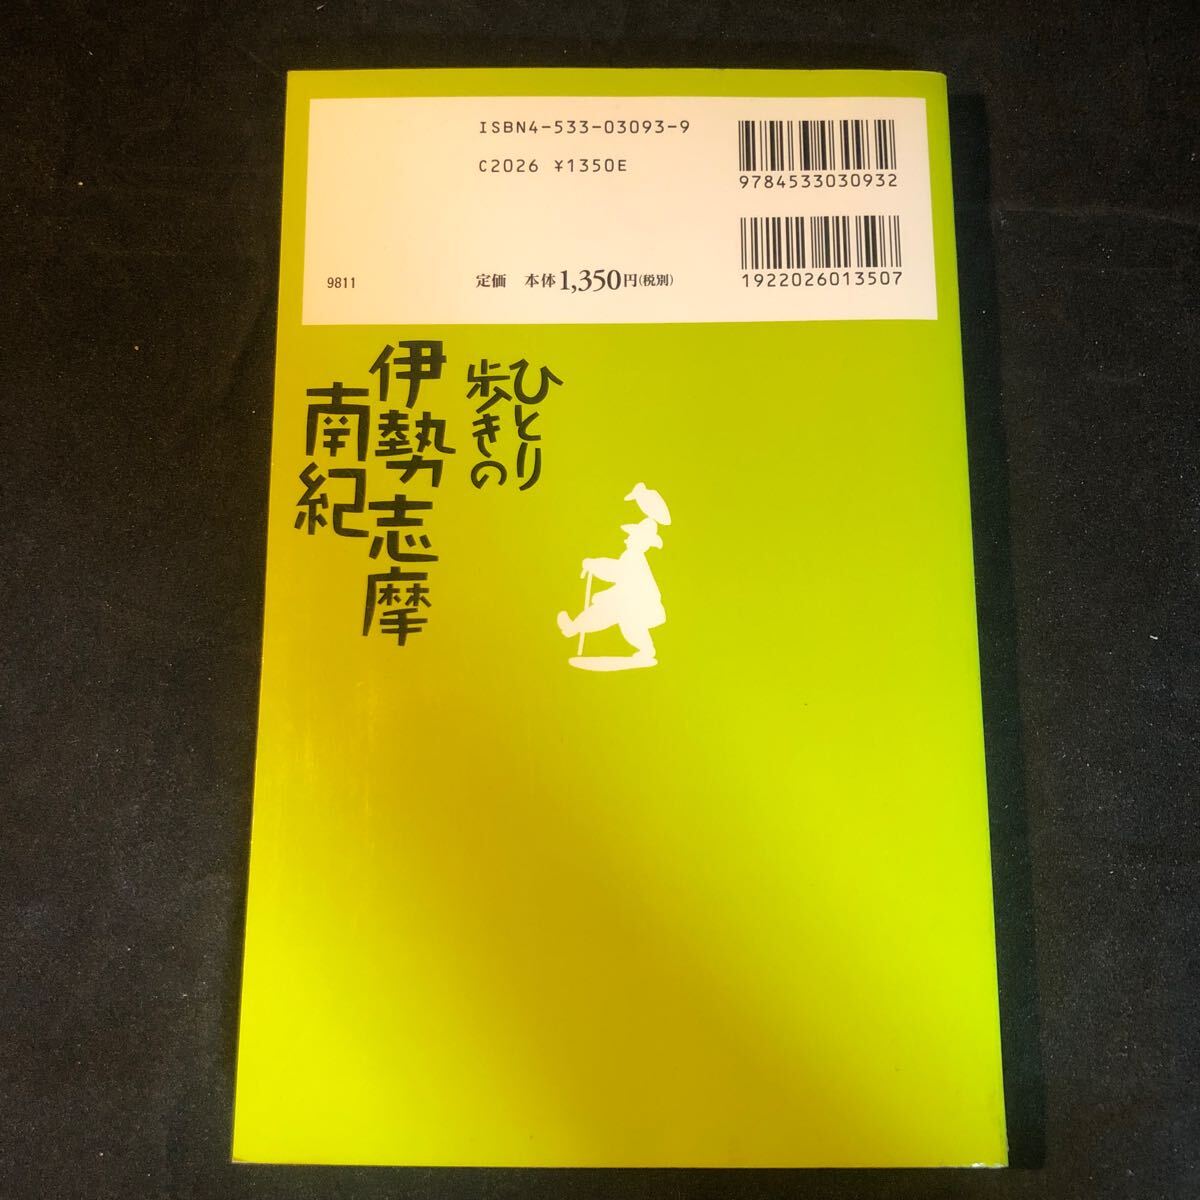 ISBN4-533-03093-9
C2026 ¥1350E
9784533030932
1922026013507
9811
定価 本体1,350円(税別)
ひとり
歩きの
伊勢志摩
南紀